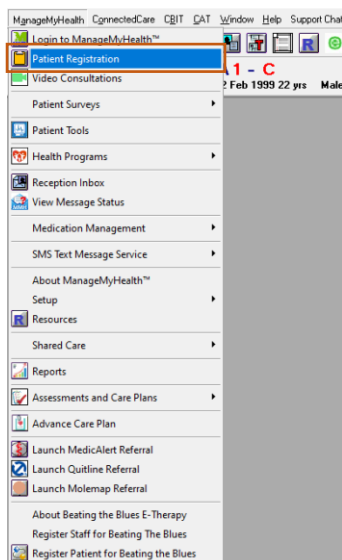 ManageMyHealth ConnectedCare CBIT CAT Window Help Support Chat
Login to ManageMyHealth™
Patient Registration
1 - C
Video Consultations
2 Feb 1999 22 yrs Male
Patient Surveys
Patient Tools
Health Programs
Reception Inbox
View Message Status
Medication Management
SMS Text Message Service
About ManageMyHealth™
Setup
Resources
Shared Care
Reports
Assessments and Care Plans
Advance Care Plan
Launch MedicAlert Referral
Launch Quitline Referral
Launch Molemap Referral
About Beating the Blues E-Therapy
Register Staff for Beating The Blues
Register Patient for Beating the Blues